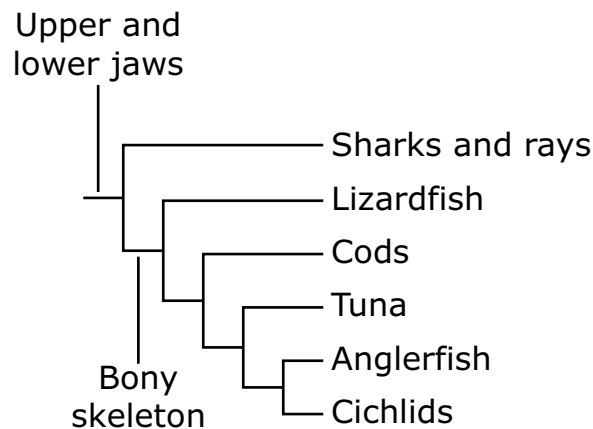 Upper and
lower jaws
Sharks and rays
Lizardfish
Cods
Tuna
Anglerfish
Cichlids
Bony
skeleton